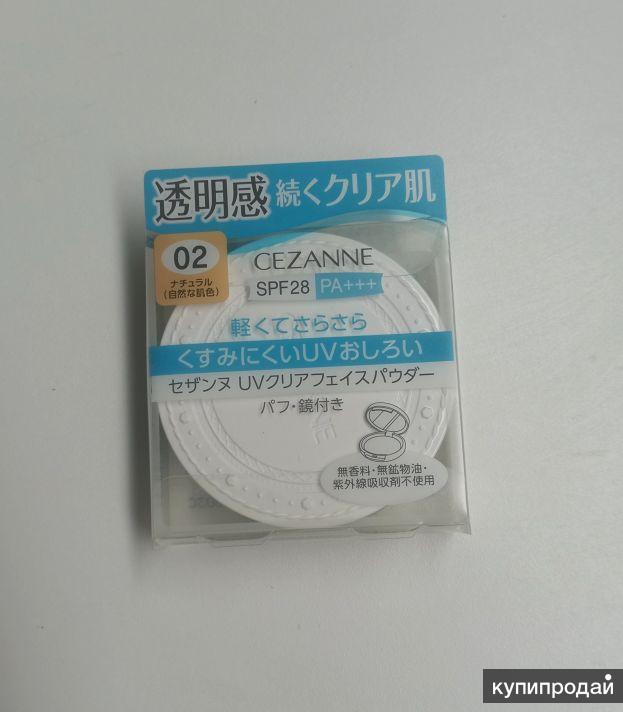 透明感 続くクリア肌
02
ナチュラル
(自然な肌色)
CEZANNE
SPF28 PA+++
軽くてさらさら
くすみにくいUVおしろい
セザンヌ UVクリアフェイスパウダー
パフ・鏡付き
無香料・無鉱物油・
紫外線吸収剤不使用
купипродай